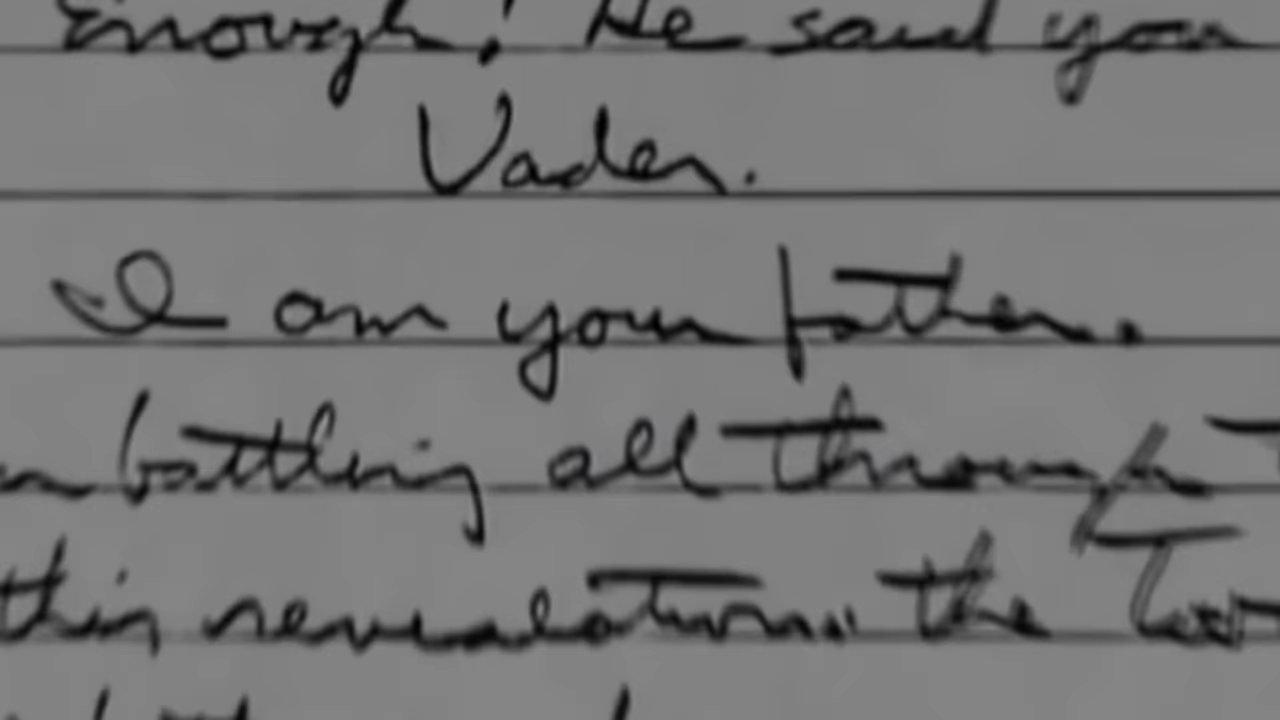 enough! He said you
Vader.
I am your father.
battling all through
this revelation. the